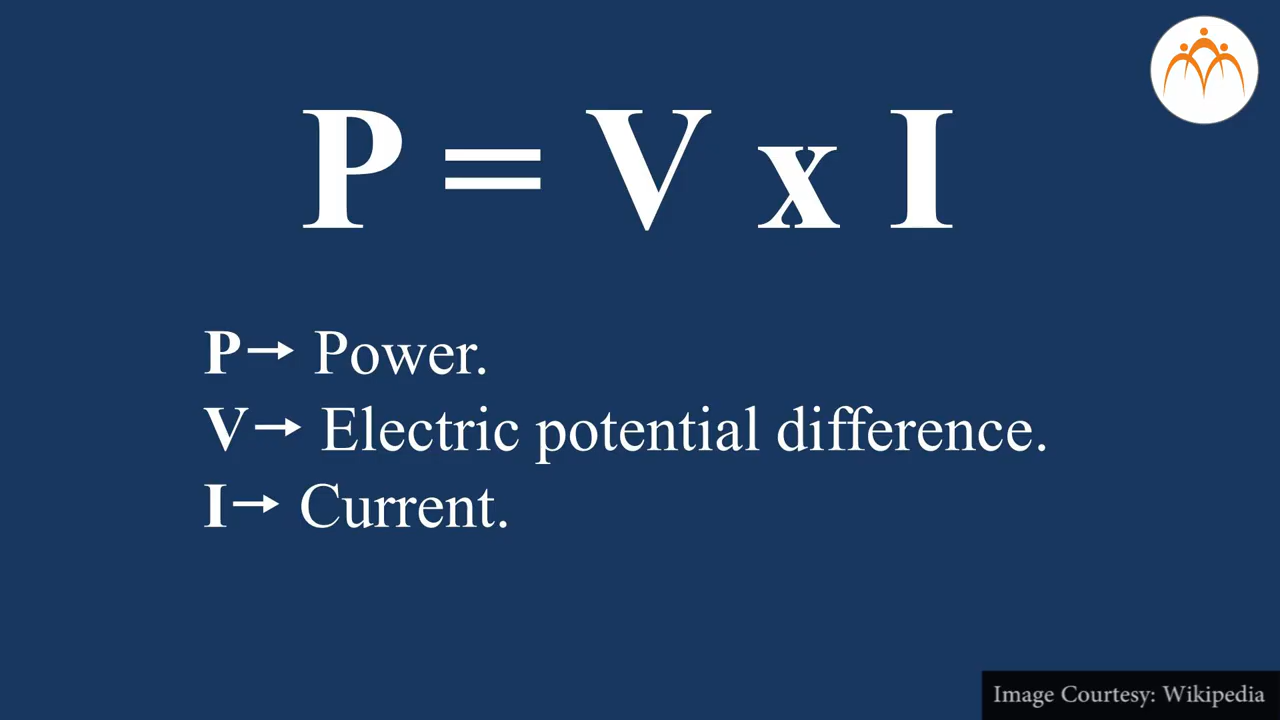 P = V x I
P→ Power.
V→ Electric potential difference.
I→ Current.
Image Courtesy: Wikipedia